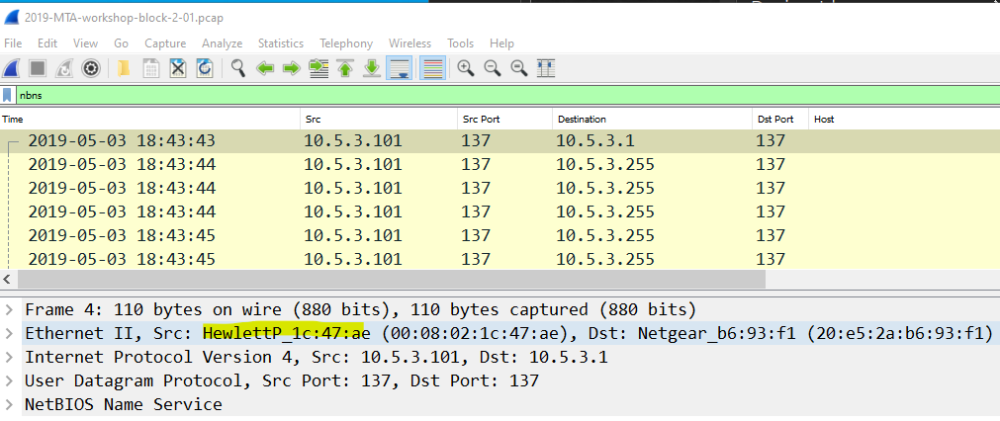 2019-MTA-workshop-block-2-01.pcap
File Edit View Go Capture Analyze Statistics Telephony Wireless Tools Help
nbns
Time Src Src Port Destination Dst Port Host
2019-05-03 18:43:43 10.5.3.101 137 10.5.3.1 137
2019-05-03 18:43:44 10.5.3.101 137 10.5.3.255 137
2019-05-03 18:43:44 10.5.3.101 137 10.5.3.255 137
2019-05-03 18:43:44 10.5.3.101 137 10.5.3.255 137
2019-05-03 18:43:45 10.5.3.101 137 10.5.3.255 137
2019-05-03 18:43:45 10.5.3.101 137 10.5.3.255 137
Frame 4: 110 bytes on wire (880 bits), 110 bytes captured (880 bits)
Ethernet II, Src: HewlettP_1c:47:ae (00:08:02:1c:47:ae), Dst: Netgear_b6:93:f1 (20:e5:2a:b6:93:f1)
Internet Protocol Version 4, Src: 10.5.3.101, Dst: 10.5.3.1
User Datagram Protocol, Src Port: 137, Dst Port: 137
NetBIOS Name Service